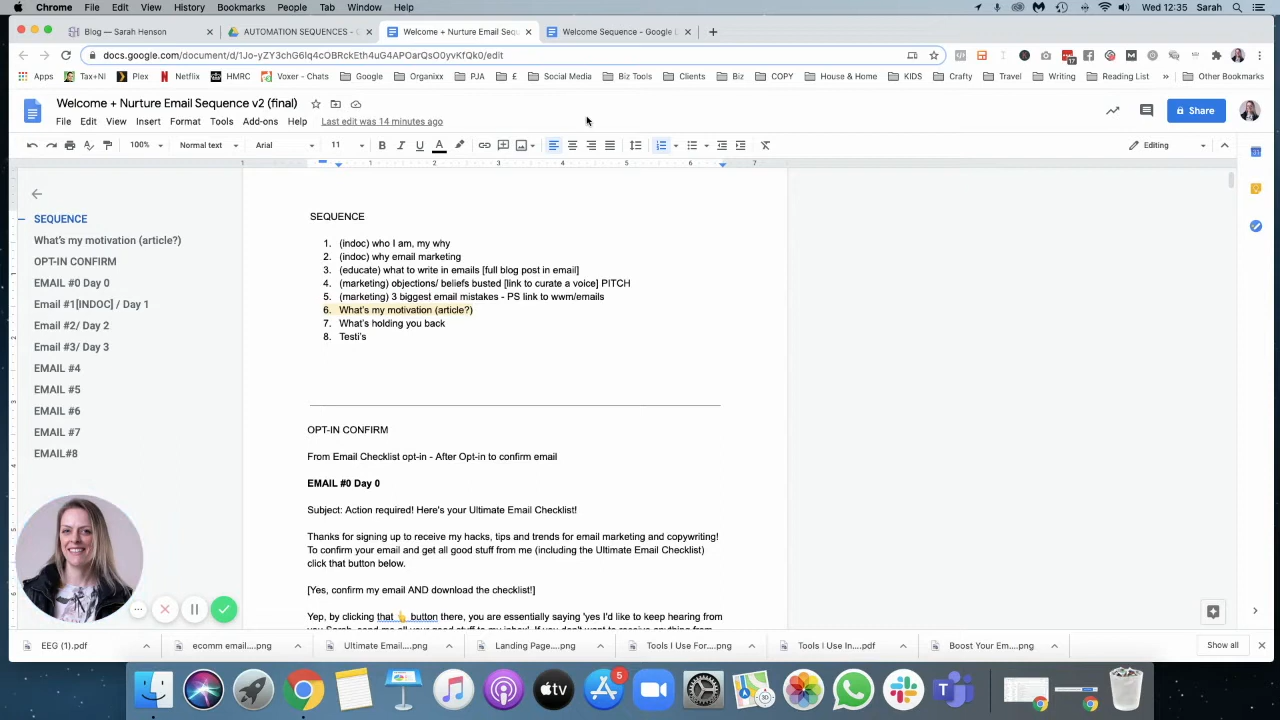 Chrome File Edit View History Bookmarks People Tab Window Help Wed 12:35 Sarah
Blog — Sarah Henson
AUTOMATION SEQUENCES - G
Welcome + Nurture Email Sequ
Welcome Sequence - Google
docs.google.com/document/d/1Jo-yZY3chG6Iq4cOBRckEth4uG4APOarQsO0yvKfQk0/edit
17
Apps Tax+NI Plex Netflix HMRC Voxer - Chats Google Organixx PJA £ Social Media Biz Tools Clients Biz COPY House & Home KIDS Crafty Travel Writing Reading List » Other Bookmarks
Welcome + Nurture Email Sequence v2 (final)
Share
File Edit View Insert Format Tools Add-ons Help Last edit was 14 minutes ago
100% Normal text Arial 11 B I U A Editing
1 1 2 3 4 5 6 7
SEQUENCE
What's my motivation (article?)
OPT-IN CONFIRM
EMAIL #0 Day 0
Email #1[INDOC] / Day 1
Email #2/ Day 2
Email #3/ Day 3
EMAIL #4
EMAIL #5
EMAIL #6
EMAIL #7
EMAIL#8
SEQUENCE
1. (indoc) who I am, my why
2. (indoc) why email marketing
3. (educate) what to write in emails [full blog post in email]
4. (marketing) objections/ beliefs busted [link to curate a voice] PITCH
5. (marketing) 3 biggest email mistakes - PS link to wwm/emails
6. What's my motivation (article?)
7. What's holding you back
8. Testi's
OPT-IN CONFIRM
From Email Checklist opt-in - After Opt-in to confirm email
EMAIL #0 Day 0
Subject: Action required! Here's your Ultimate Email Checklist!
Thanks for signing up to receive my hacks, tips and trends for email marketing and copywriting!
To confirm your email and get all good stuff from me (including the Ultimate Email Checklist)
click that button below.
[Yes, confirm my email AND download the checklist!]
Yep, by clicking that 👆 button there, you are essentially saying 'yes I'd like to keep hearing from
EEG (1).pdf
ecomm email....png
Ultimate Email....png
Landing Page....png
Tools I Use For....png
Tools I Use In....pdf
Boost Your Em....png
Show all
5
tv
30